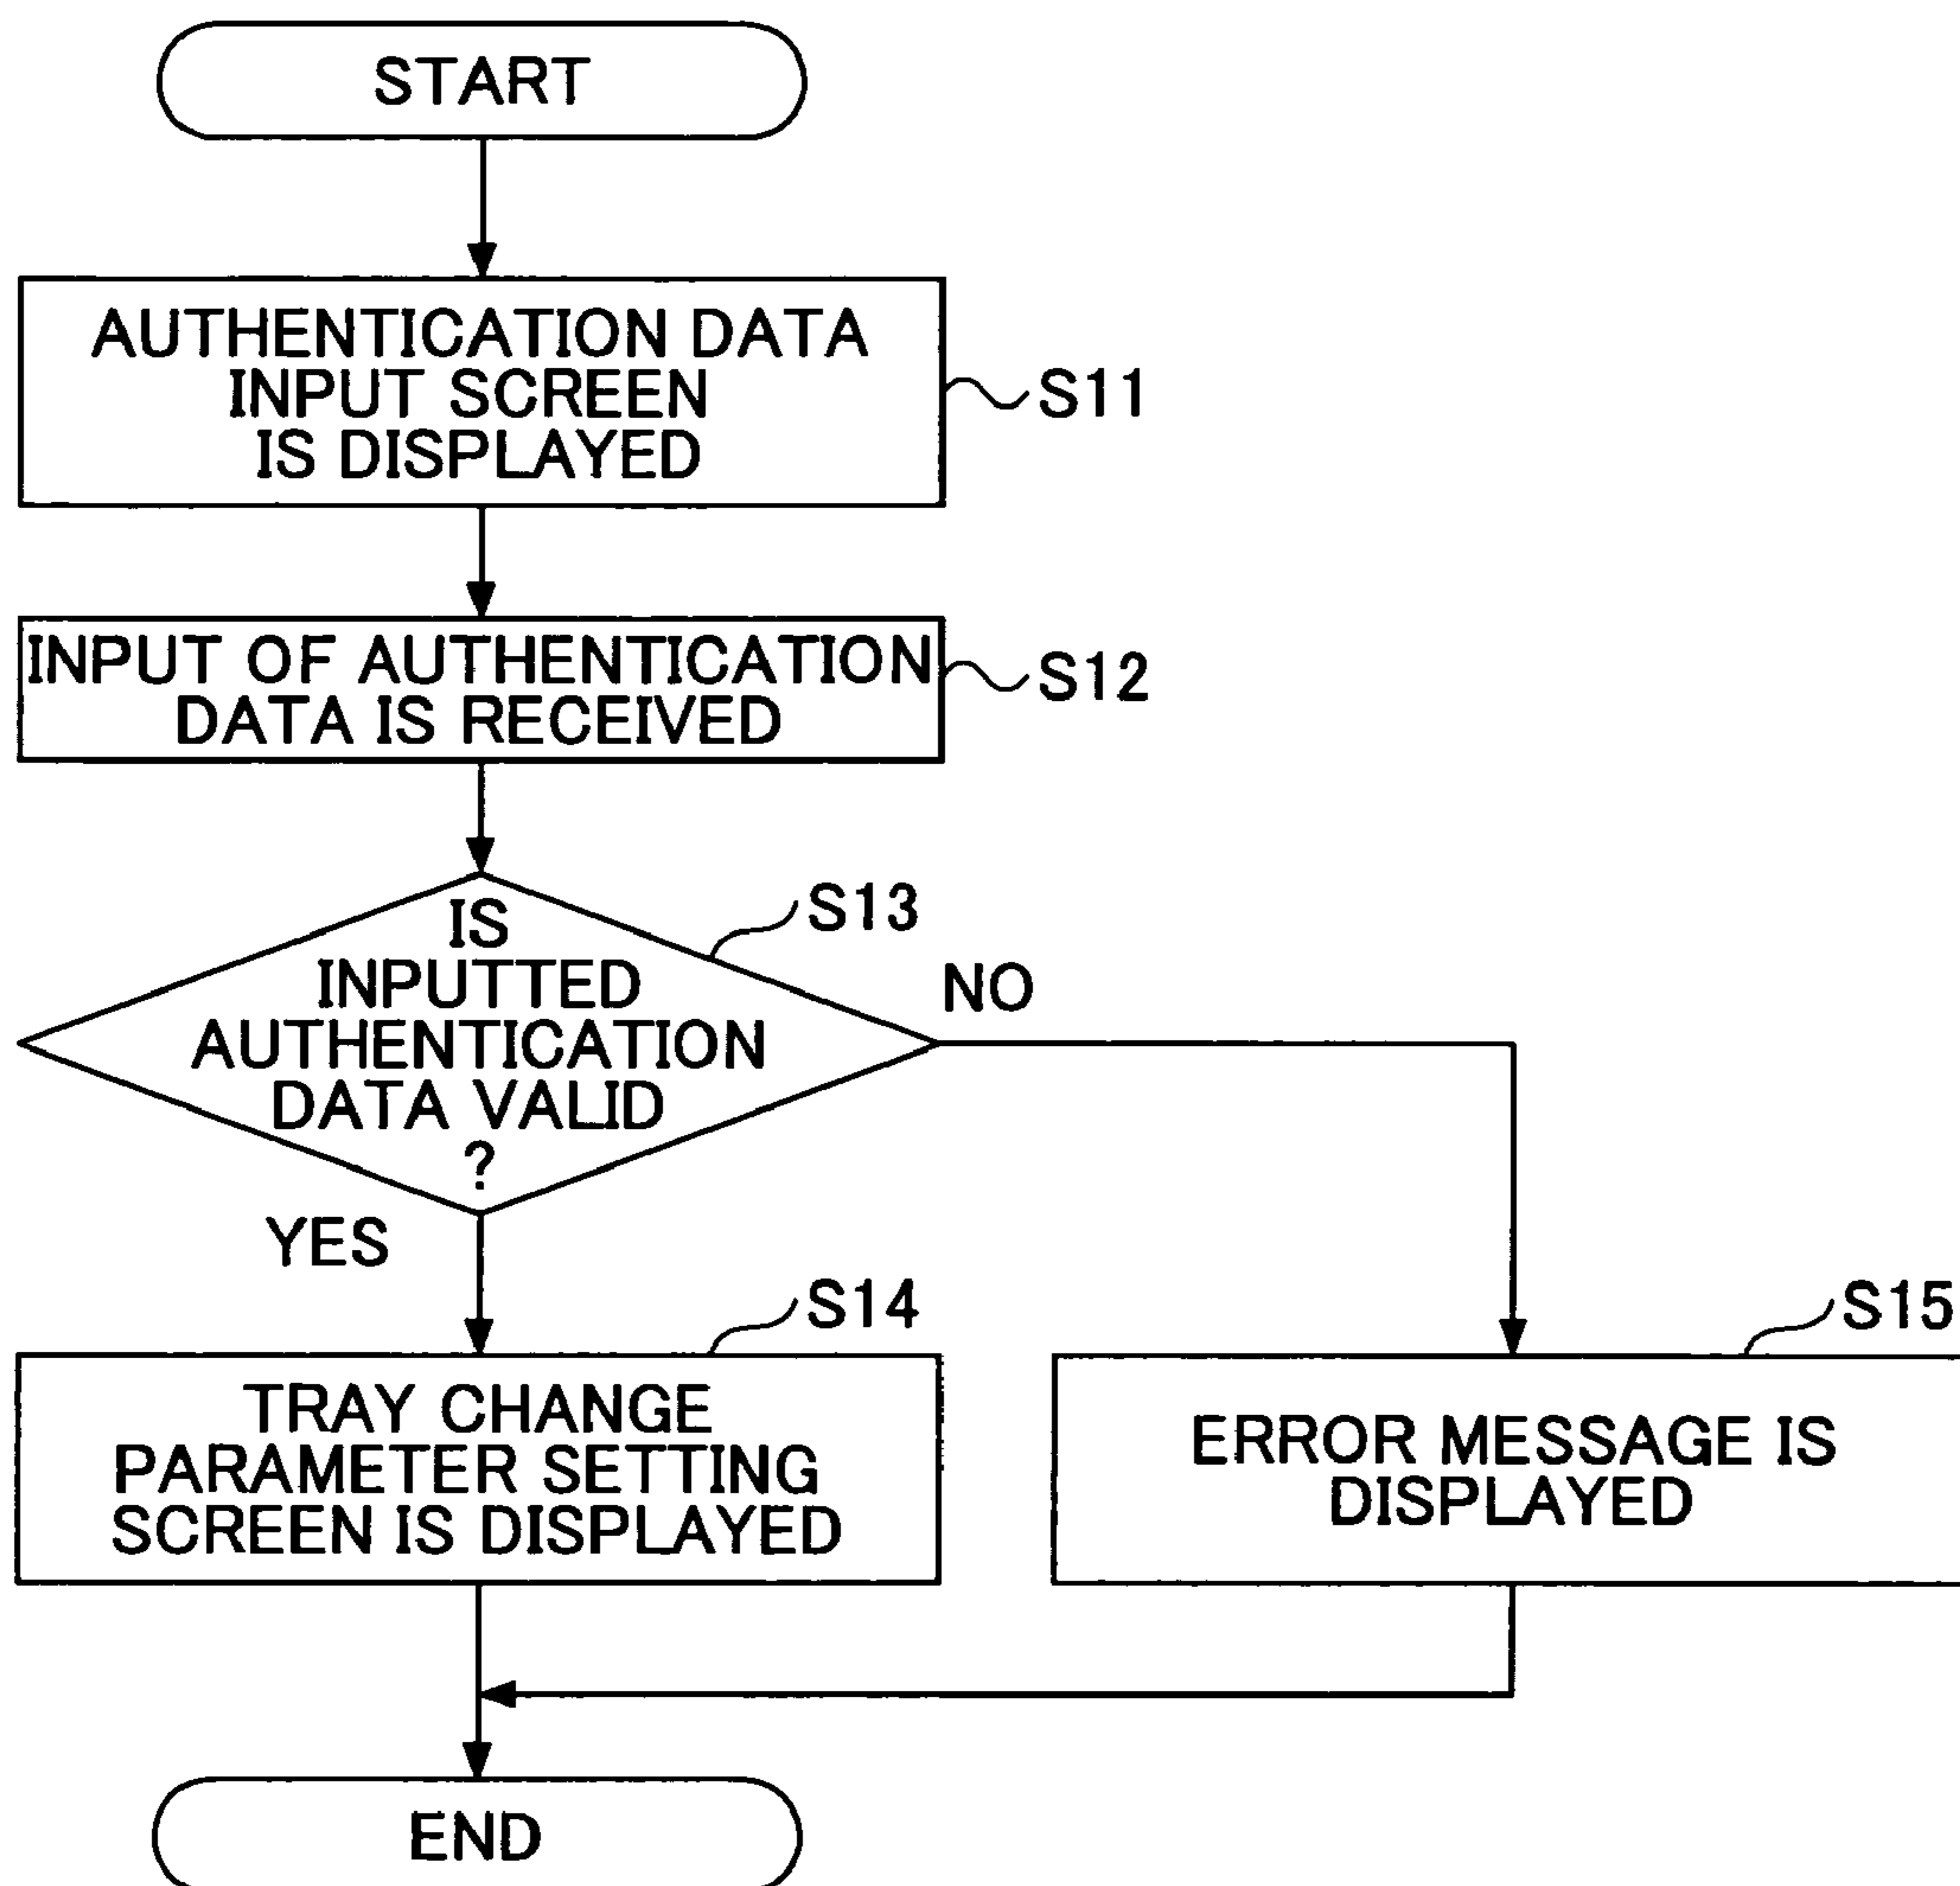 START
AUTHENTICATION DATA
INPUT SCREEN
IS DISPLAYED
S11
INPUT OF AUTHENTICATION
DATA IS RECEIVED
S12
S13
IS
INPUTTED
AUTHENTICATION
DATA VALID
?
NO
YES
S14
TRAY CHANGE
PARAMETER SETTING
SCREEN IS DISPLAYED
S15
ERROR MESSAGE IS
DISPLAYED
END